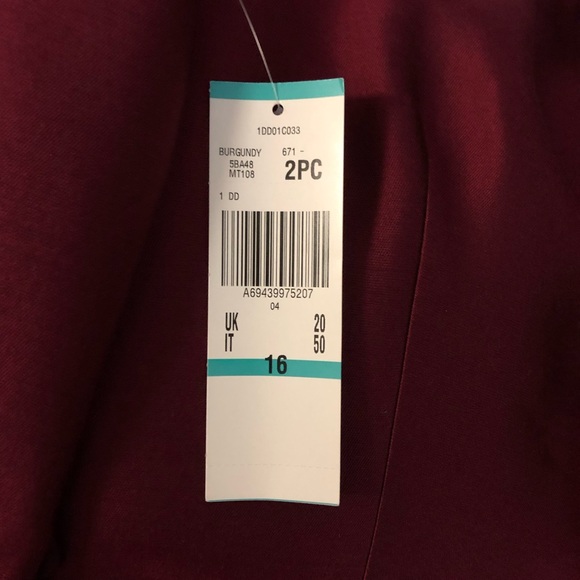 1DD01C033
BURGUNDY 671 -
5BA48 2PC
MT108
1 DD
A69439975207
04
UK 20
IT 50
16